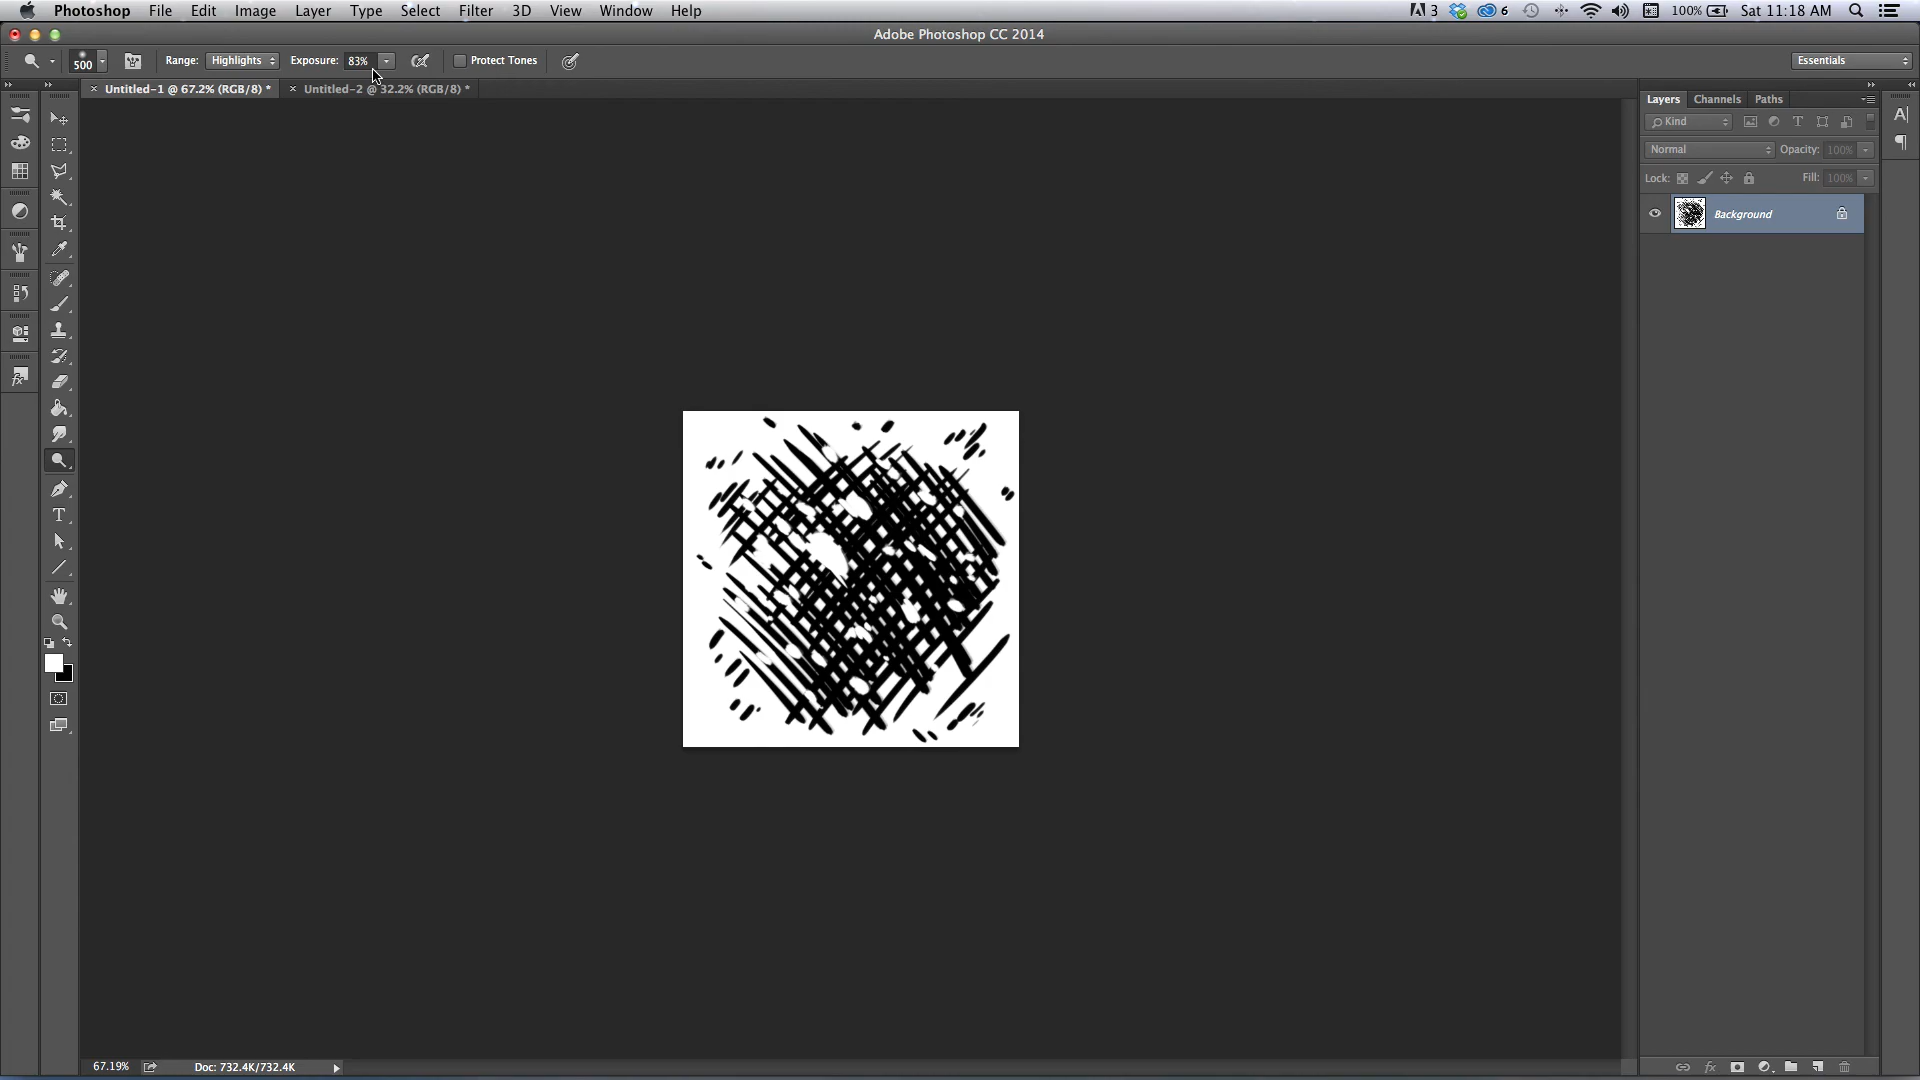 Photoshop File Edit Image Layer Type Select Filter 3D View Window Help 3 6 100% Sat 11:18 AM
Adobe Photoshop CC 2014
500 Range: Highlights Exposure: 83% Protect Tones Essentials
× Untitled-1 @ 67.2% (RGB/8) * × Untitled-2 @ 32.2% (RGB/8) *
Layers Channels Paths
Kind T
Normal Opacity: 100%
Lock: Fill: 100%
Background
fx
T
67.19% Doc: 732.4K/732.4K fx